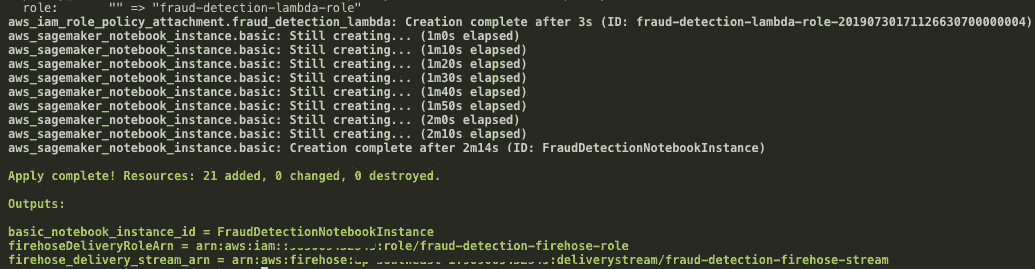 role: "" => "fraud-detection-lambda-role"
aws_iam_role_policy_attachment.fraud_detection_lambda: Creation complete after 3s (ID: fraud-detection-lambda-role-20190730171126630700000004)
aws_sagemaker_notebook_instance.basic: Still creating... (1m0s elapsed)
aws_sagemaker_notebook_instance.basic: Still creating... (1m10s elapsed)
aws_sagemaker_notebook_instance.basic: Still creating... (1m20s elapsed)
aws_sagemaker_notebook_instance.basic: Still creating... (1m30s elapsed)
aws_sagemaker_notebook_instance.basic: Still creating... (1m40s elapsed)
aws_sagemaker_notebook_instance.basic: Still creating... (1m50s elapsed)
aws_sagemaker_notebook_instance.basic: Still creating... (2m0s elapsed)
aws_sagemaker_notebook_instance.basic: Still creating... (2m10s elapsed)
aws_sagemaker_notebook_instance.basic: Creation complete after 2m14s (ID: FraudDetectionNotebookInstance)
Apply complete! Resources: 21 added, 0 changed, 0 destroyed.
Outputs:
basic_notebook_instance_id = FraudDetectionNotebookInstance
firehoseDeliveryRoleArn = arn:aws:iam:: :role/fraud-detection-firehose-role
firehose_delivery_stream_arn = arn:aws:firehose: :deliverystream/fraud-detection-firehose-stream